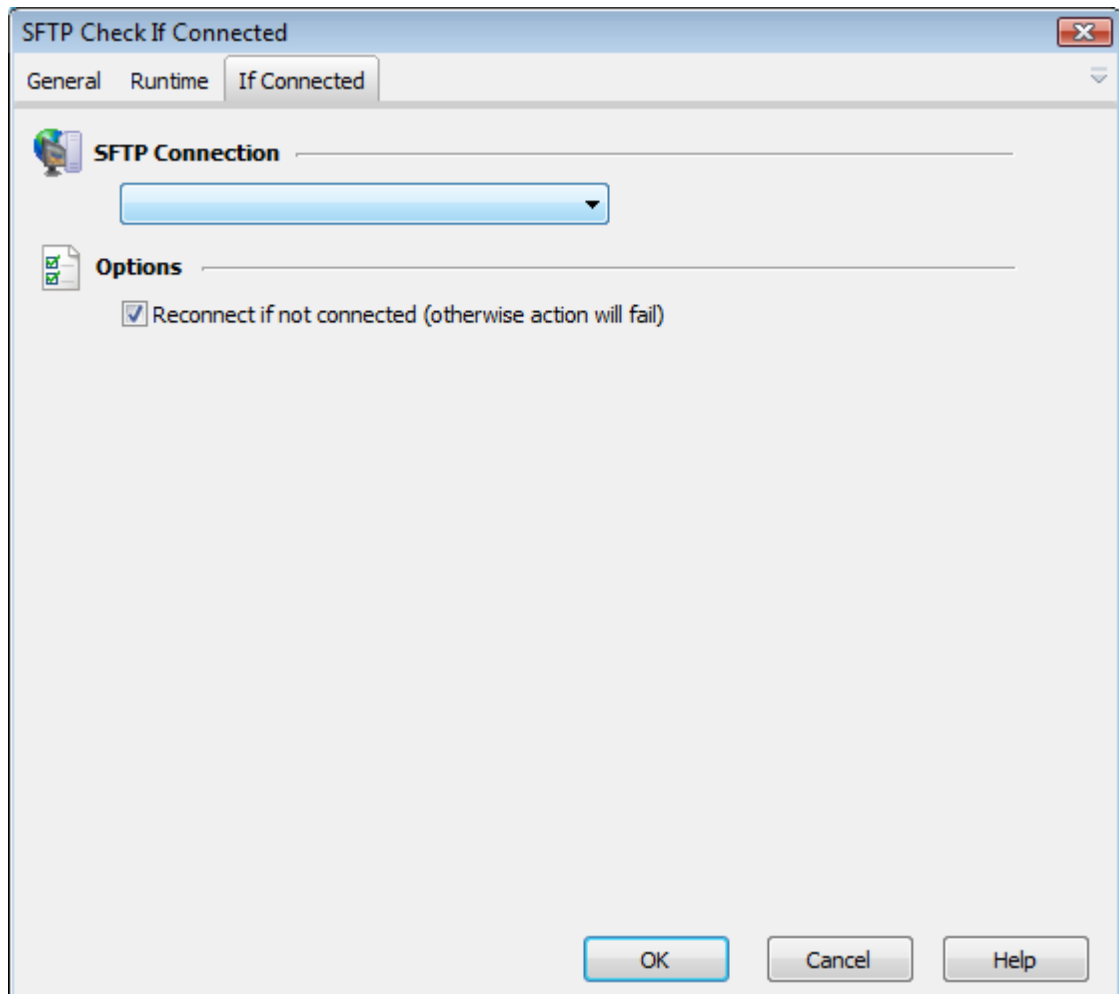 SFTP Check If Connected
General Runtime If Connected
SFTP Connection
Options
Reconnect if not connected (otherwise action will fail)
OK Cancel Help